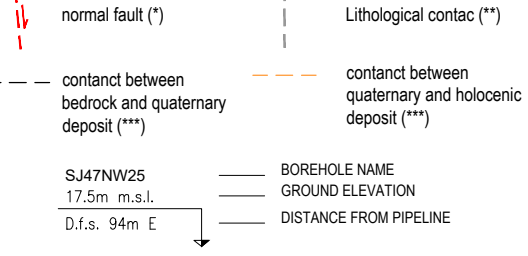 normal fault (*)
Lithological contac (**)
contanct between
bedrock and quaternary
deposit (***)
contanct between
quaternary and holocenic
deposit (***)
SJ47NW25
BOREHOLE NAME
17.5m m.s.l.
GROUND ELEVATION
D.f.s. 94m E
DISTANCE FROM PIPELINE